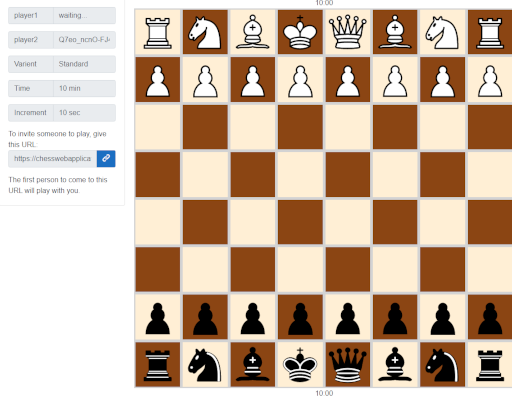 10:00
player1 waiting...
player2 Q7eo_ncnO-FJ
Varient Standard
Time 10 min
Increment 10 sec
To invite someone to play, give
this URL:
https://chesswebapplica
The first person to come to this
URL will play with you.
10:00